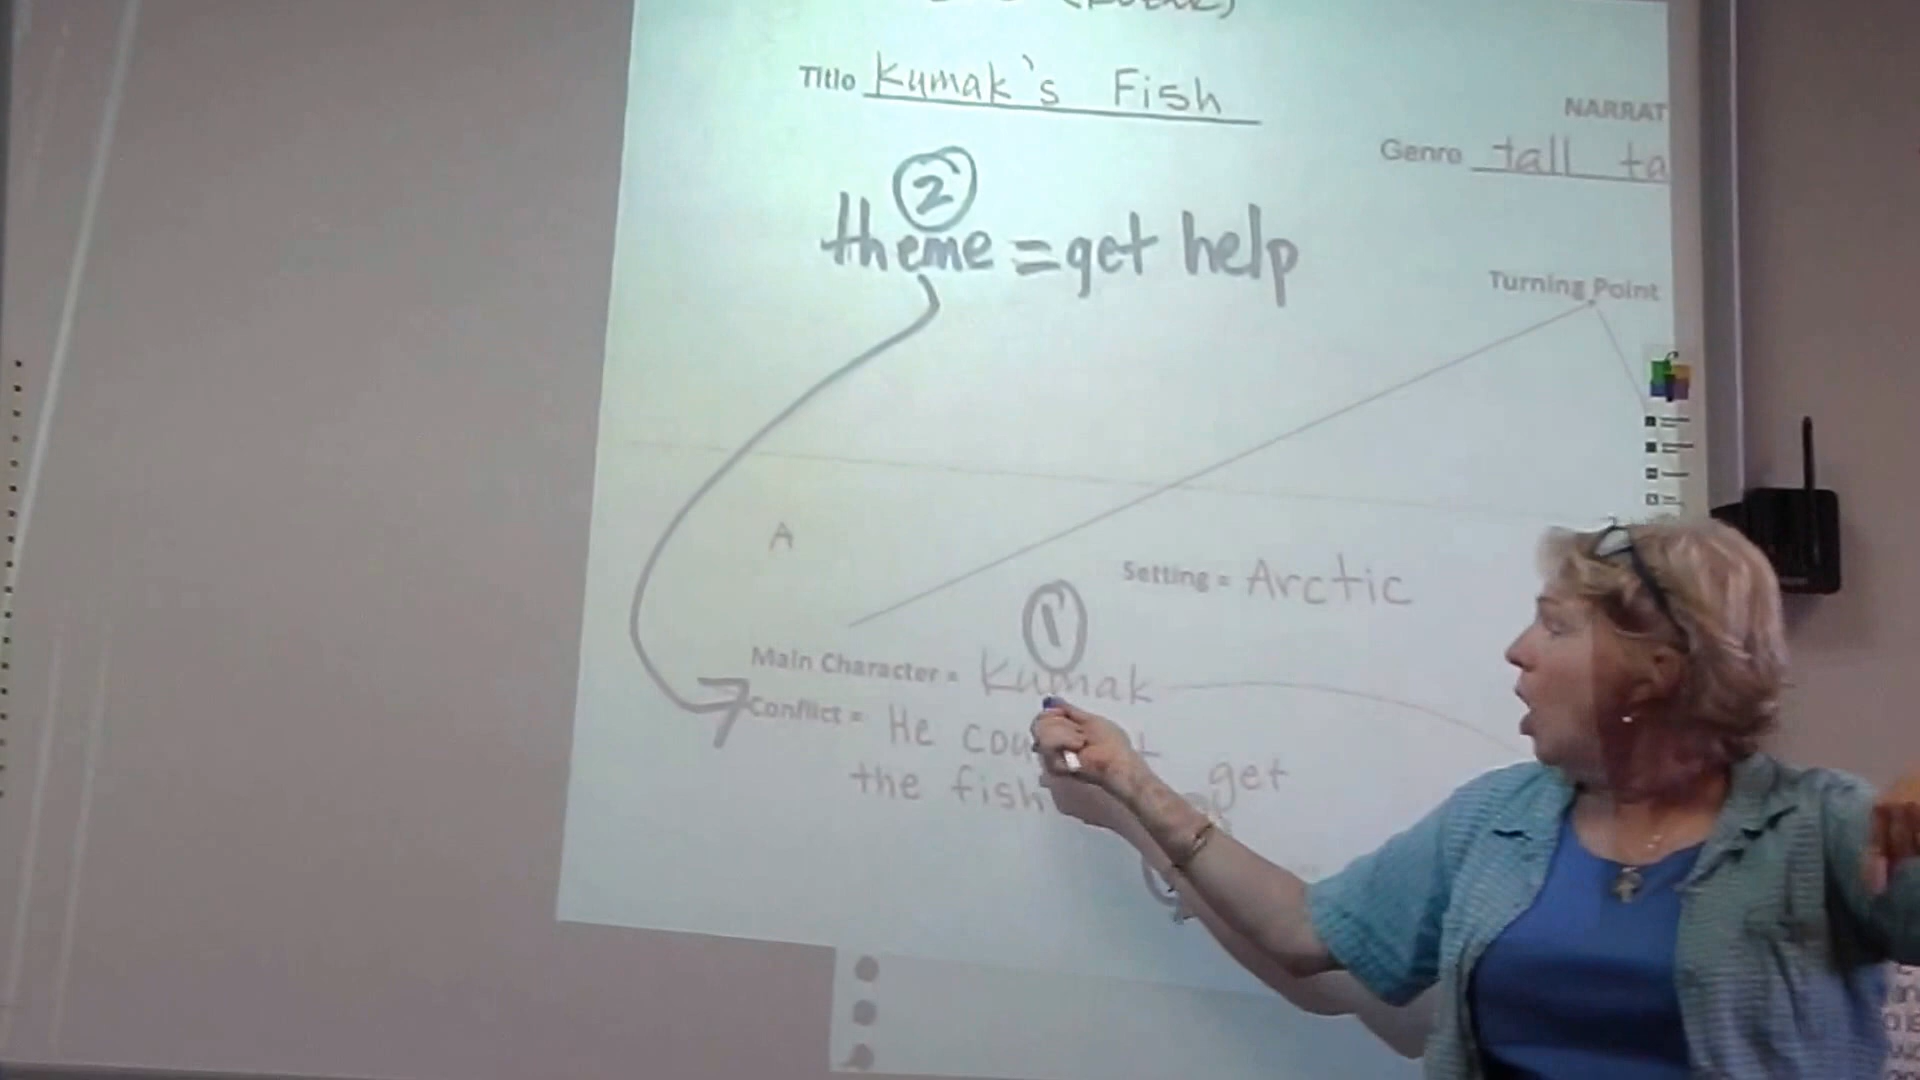 Title Kumak's Fish
NARRAT
Genre tall ta
2
theme = get help
Turning Point
A
Setting = Arctic
1
Main Character = Kumak
Conflict = He
the fish get